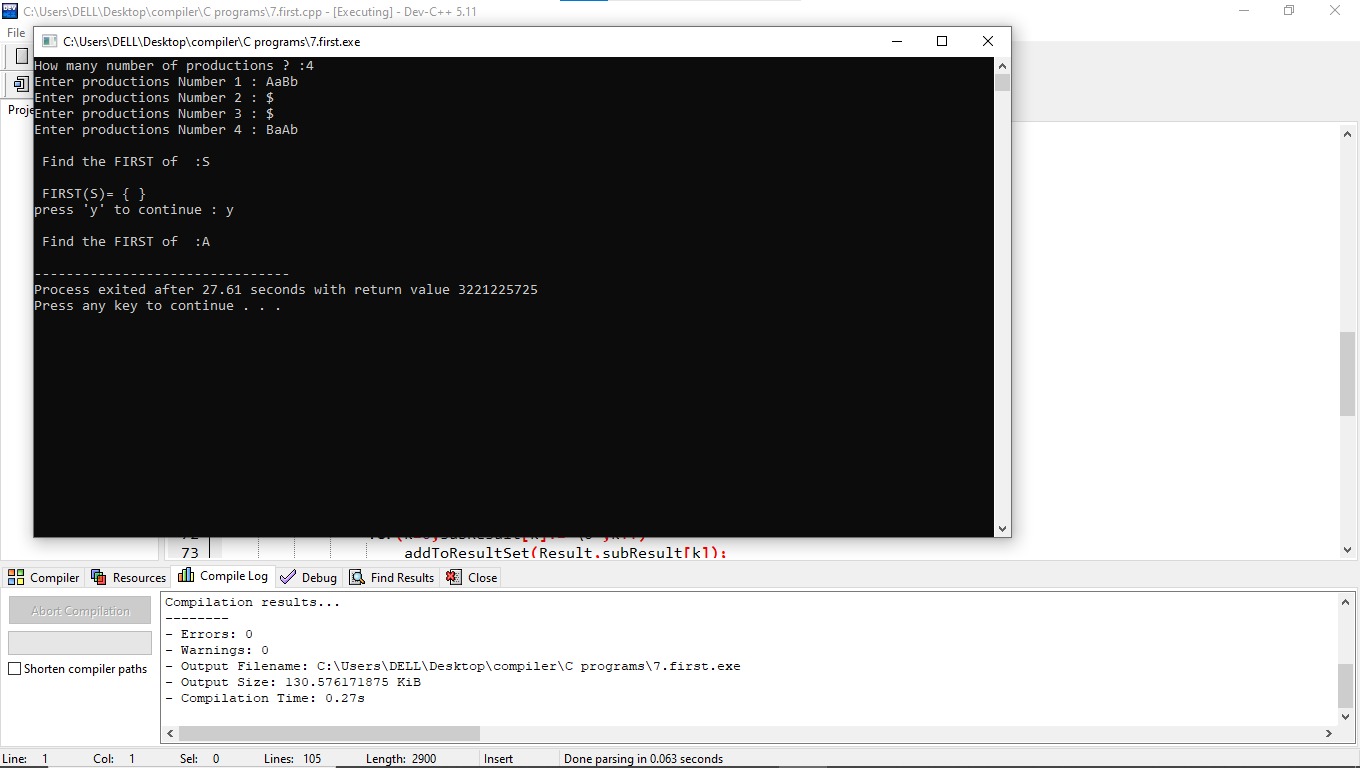 C:\Users\DELL\Desktop\compiler\C programs\7.first.cpp - [Executing] - Dev-C++ 5.11
File
C:\Users\DELL\Desktop\compiler\C programs\7.first.exe
Proje
How many number of productions ? :4
Enter productions Number 1 : AaBb
Enter productions Number 2 : $
Enter productions Number 3 : $
Enter productions Number 4 : BaAb
Find the FIRST of :S
FIRST(S)= { }
press 'y' to continue : y
Find the FIRST of :A
--------------------------------
Process exited after 27.61 seconds with return value 3221225725
Press any key to continue . . .
73 addToResultSet(Result,subResult[k]);
Compiler Resources Compile Log Debug Find Results Close
Abort Compilation
Shorten compiler paths
Compilation results...
--------
- Errors: 0
- Warnings: 0
- Output Filename: C:\Users\DELL\Desktop\compiler\C programs\7.first.exe
- Output Size: 130.576171875 KiB
- Compilation Time: 0.27s
Line: 1 Col: 1 Sel: 0 Lines: 105 Length: 2900 Insert Done parsing in 0.063 seconds